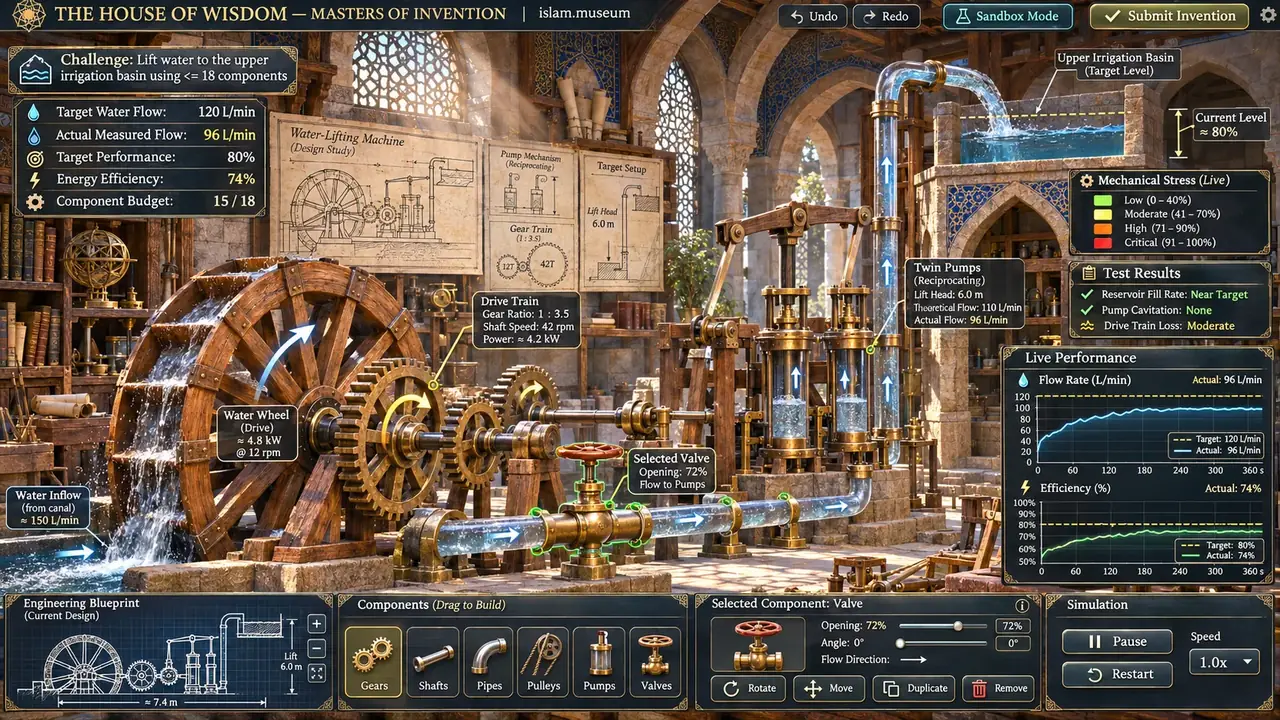 THE HOUSE OF WISDOM — MASTERS OF INVENTION | islam.museum
Undo
Redo
Sandbox Mode
Submit Invention
Challenge: Lift water to the upper
irrigation basin using <= 18 components
Target Water Flow: 120 L/min
Actual Measured Flow: 96 L/min
Target Performance: 80%
Energy Efficiency: 74%
Component Budget: 15 / 18
Water-Lifting Machine
(Design Study)
Pump Mechanism
(Reciprocating)
Gear Train
(1 : 3.5)
12T
42T
Target Setup
Lift Head
6.0 m
Upper Irrigation Basin
(Target Level)
Current Level
≈ 80%
Mechanical Stress (Live)
Low (0 – 40%)
Moderate (41 – 70%)
High (71 – 90%)
Critical (91 – 100%)
Test Results
Reservoir Fill Rate: Near Target
Pump Cavitation: None
Drive Train Loss: Moderate
Drive Train
Gear Ratio: 1 : 3.5
Shaft Speed: 42 rpm
Power: ≈ 4.2 kW
Twin Pumps
(Reciprocating)
Lift Head: 6.0 m
Theoretical Flow: 110 L/min
Actual Flow: 96 L/min
Water Wheel
(Drive)
≈ 4.8 kW
@ 12 rpm
Selected Valve
Opening: 72%
Flow to Pumps
Water Inflow
(from canal)
≈ 150 L/min
Live Performance
Flow Rate (L/min) Actual: 96 L/min
120
100
80
60
40
20
0
Target: 120 L/min
Actual: 96 L/min
0 60 120 180 240 300 360 s
Efficiency (%) Actual: 74%
100%
90%
80%
70%
60%
50%
Target: 80%
Actual: 74%
0 60 120 180 240 300 360 s
Engineering Blueprint
(Current Design)
Lift
6.0 m
≈ 7.4 m
+
−
Components (Drag to Build)
Gears
Shafts
Pipes
Pulleys
Pumps
Valves
Selected Component: Valve
Opening: 72% 72%
Angle: 0° 0°
Flow Direction:
Rotate
Move
Duplicate
Remove
Simulation
Pause
Restart
Speed
1.0x